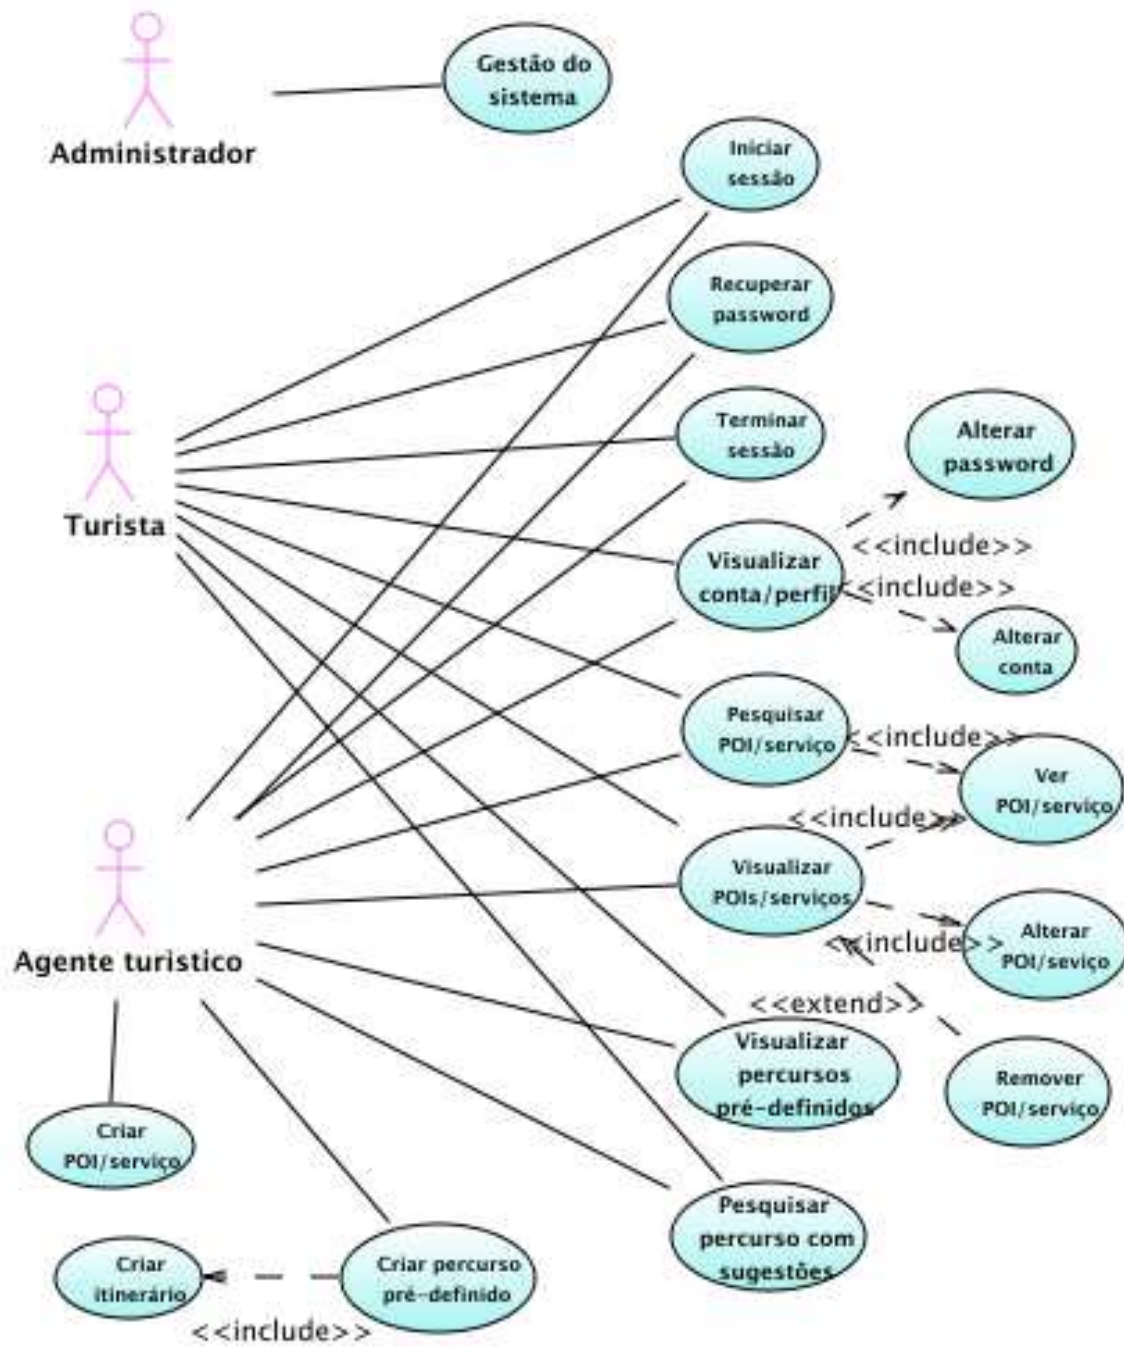 Gestão do
sistema
Administrador
Iniciar
sessão
Recuperar
password
Terminar
sessão
Alterar
password
Turista
<<include>>
Visualizar
conta/perfil
<<include>>
Alterar
conta
Pesquisar
POI/serviço
<<include>>
Ver
POI/serviço
<<include>>
Visualizar
POIs/serviços
Alterar
POI/seviço
<<include>>
Agente turistico
<<extend>>
Visualizar
percursos
pré-definidos
Remover
POI/serviço
Criar
POI/serviço
Pesquisar
percurso com
sugestões
Criar
itinerário
Criar percurso
pré-definido
<<include>>